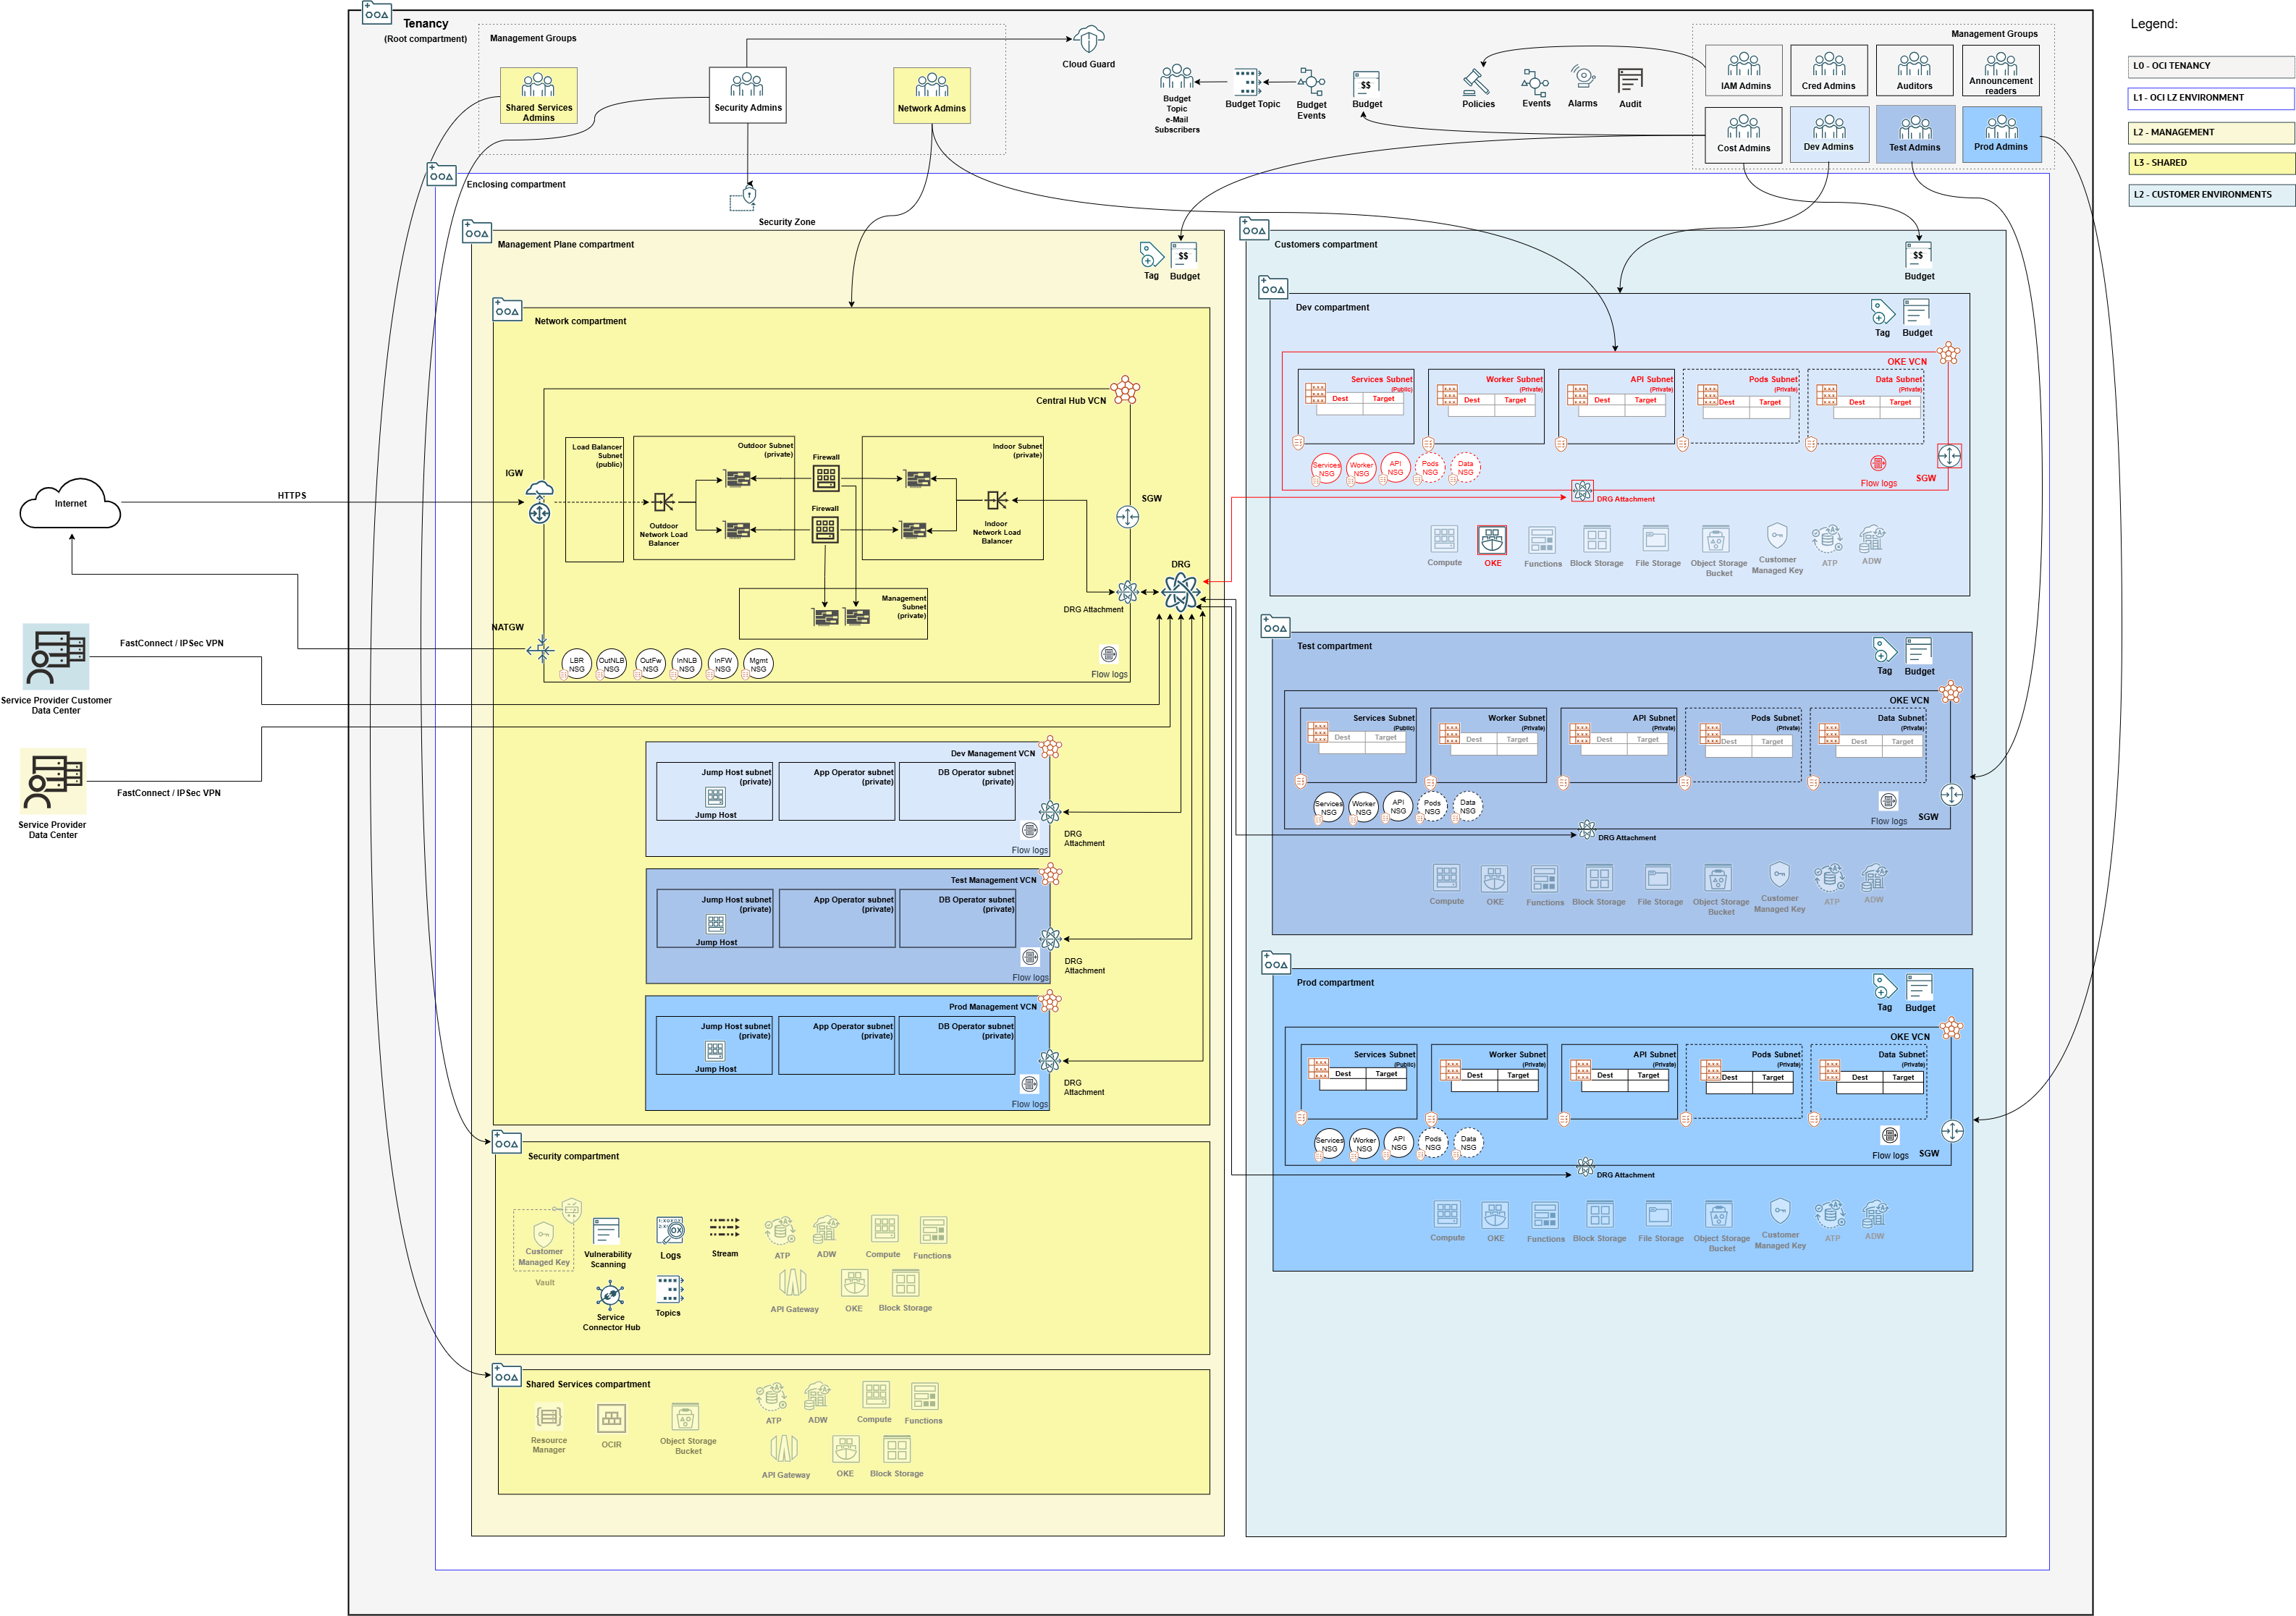 Tenancy
(Root compartment)
Management Groups
Shared Services
Admins
Security Admins
Network Admins
Cloud Guard
Budget
Topic
e-Mail
Subscribers
Budget Topic
Budget
Events
Budget
$$
Policies
Events
Alarms
Audit
Management Groups
IAM Admins
Cred Admins
Auditors
Announcement
readers
Cost Admins
Dev Admins
Test Admins
Prod Admins
Legend:
L0 - OCI TENANCY
L1 - OCI LZ ENVIRONMENT
L2 - MANAGEMENT
L3 - SHARED
L2 - CUSTOMER ENVIRONMENTS
Enclosing compartment
Security Zone
Management Plane compartment
Tag
$$
Budget
Network compartment
Central Hub VCN
IGW
Load Balancer
Subnet
(public)
Outdoor Subnet
(private)
Outdoor
Network Load
Balancer
Firewall
Firewall
Indoor Subnet
(private)
Indoor
Network Load
Balancer
SGW
DRG
DRG Attachment
Management
Subnet
(private)
NATGW
LBR
NSG
OutNLB
NSG
OutFw
NSG
InNLB
NSG
InFW
NSG
Mgmt
NSG
Flow logs
Internet
HTTPS
FastConnect / IPSec VPN
Service Provider Customer
Data Center
FastConnect / IPSec VPN
Service Provider
Data Center
Dev Management VCN
Jump Host subnet
(private)
Jump Host
App Operator subnet
(private)
DB Operator subnet
(private)
Flow logs
DRG
Attachment
Test Management VCN
Jump Host subnet
(private)
Jump Host
App Operator subnet
(private)
DB Operator subnet
(private)
Flow logs
DRG
Attachment
Prod Management VCN
Jump Host subnet
(private)
Jump Host
App Operator subnet
(private)
DB Operator subnet
(private)
Flow logs
DRG
Attachment
Security compartment
Customer
Managed Key
Vault
Vulnerability
Scanning
Logs
Stream
ATP
ADW
Compute
Functions
Service
Connector Hub
Topics
API Gateway
OKE
Block Storage
Shared Services compartment
Resource
Manager
OCIR
Object Storage
Bucket
ATP
ADW
Compute
Functions
API Gateway
OKE
Block Storage
Customers compartment
$$
Budget
Dev compartment
Tag
Budget
OKE VCN
Services Subnet
(Public)
Dest Target
Worker Subnet
(Private)
Dest Target
API Subnet
(Private)
Dest Target
Pods Subnet
(Private)
Dest Target
Data Subnet
(Private)
Dest Target
Services
NSG
Worker
NSG
API
NSG
Pods
NSG
Data
NSG
Flow logs
SGW
DRG Attachment
Compute
OKE
Functions
Block Storage
File Storage
Object Storage
Bucket
Customer
Managed Key
ATP
ADW
Test compartment
Tag
Budget
OKE VCN
Services Subnet
(Public)
Dest Target
Worker Subnet
(Private)
Dest Target
API Subnet
(Private)
Dest Target
Pods Subnet
(Private)
Dest Target
Data Subnet
(Private)
Dest Target
Services
NSG
Worker
NSG
API
NSG
Pods
NSG
Data
NSG
Flow logs
SGW
DRG Attachment
Compute
OKE
Functions
Block Storage
File Storage
Object Storage
Bucket
Customer
Managed Key
ATP
ADW
Prod compartment
Tag
Budget
OKE VCN
Services Subnet
(Public)
Dest Target
Worker Subnet
(Private)
Dest Target
API Subnet
(Private)
Dest Target
Pods Subnet
(Private)
Dest Target
Data Subnet
(Private)
Dest Target
Services
NSG
Worker
NSG
API
NSG
Pods
NSG
Data
NSG
Flow logs
SGW
DRG Attachment
Compute
OKE
Functions
Block Storage
File Storage
Object Storage
Bucket
Customer
Managed Key
ATP
ADW